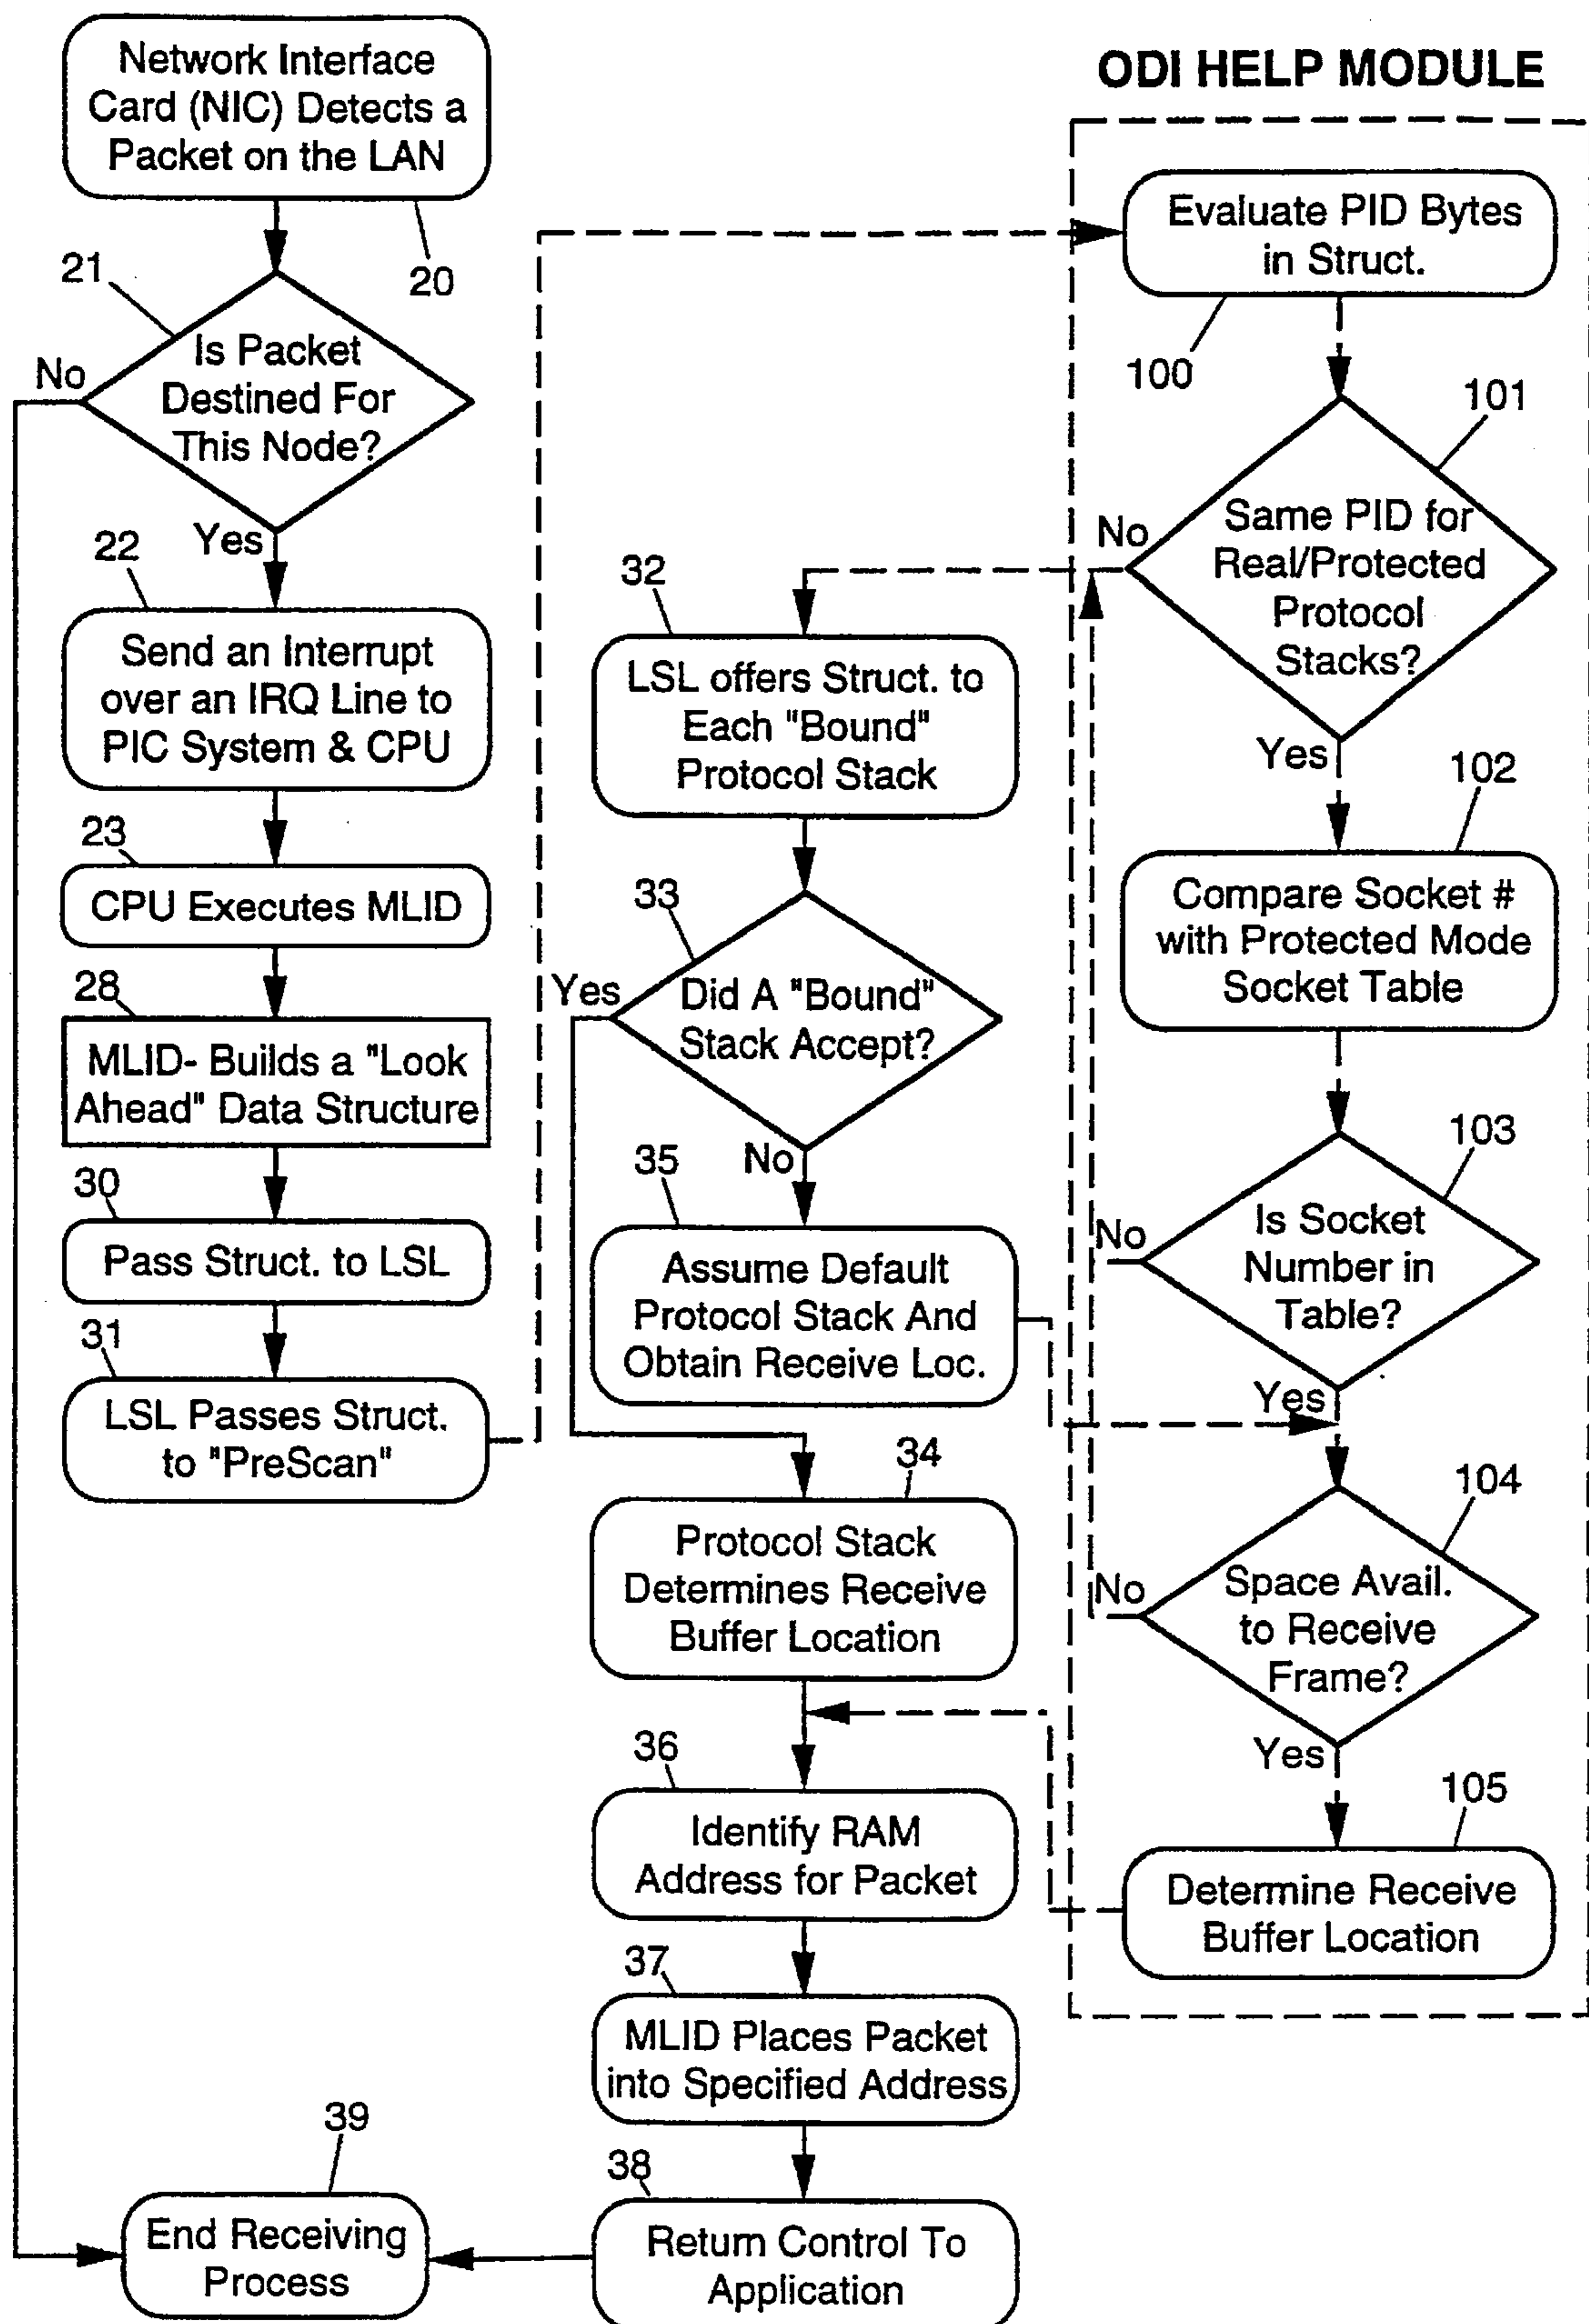 Network Interface
Card (NIC) Detects a
Packet on the LAN
20
21
Is Packet
Destined For
This Node?
No
Yes
22
Send an Interrupt
over an IRQ Line to
PIC System & CPU
23
CPU Executes MLID
28
MLID- Builds a "Look
Ahead" Data Structure
30
Pass Struct. to LSL
31
LSL Passes Struct.
to "PreScan"
32
LSL offers Struct. to
Each "Bound"
Protocol Stack
33
Did A "Bound"
Stack Accept?
Yes
No
35
Assume Default
Protocol Stack And
Obtain Receive Loc.
34
Protocol Stack
Determines Receive
Buffer Location
36
Identify RAM
Address for Packet
37
MLID Places Packet
into Specified Address
38
Return Control To
Application
39
End Receiving
Process
ODI HELP MODULE
Evaluate PID Bytes
in Struct.
100
101
Same PID for
Real/Protected
Protocol
Stacks?
No
Yes
102
Compare Socket #
with Protected Mode
Socket Table
103
Is Socket
Number in
Table?
No
Yes
104
Space Avail.
to Receive
Frame?
No
Yes
105
Determine Receive
Buffer Location